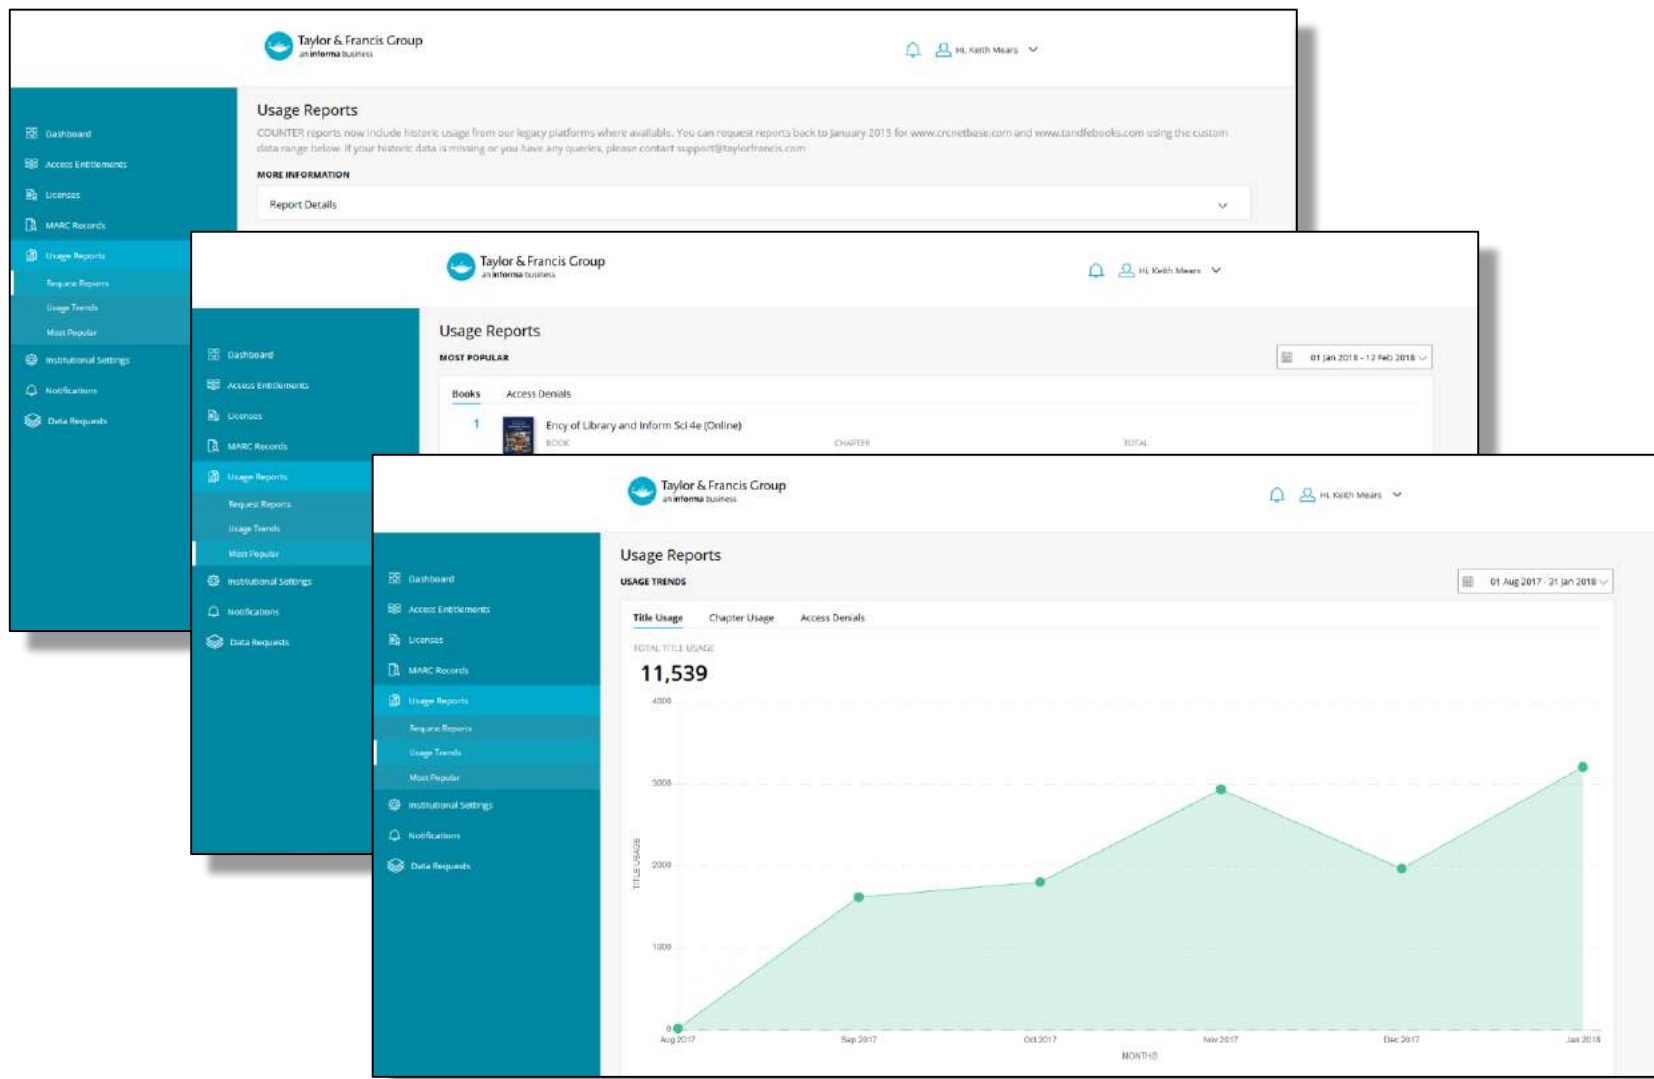 Taylor & Francis Group
an informa business
Hi, Keith Mears
Dashboard
Access Entitlements
Licenses
MARC Records
Usage Reports
Request Reports
Usage Trends
Most Popular
Institutional Settings
Notifications
Data Requests
Usage Reports
COUNTER reports now include historic usage from our legacy platforms where available. You can request reports back to January 2015 for www.crcnetbase.com and www.tandfebooks.com using the custom
data range below. If your historic data is missing or you have any queries, please contact support@taylorfrancis.com
MORE INFORMATION
Report Details
Taylor & Francis Group
an informa business
Hi, Keith Mears
Dashboard
Access Entitlements
Licenses
MARC Records
Usage Reports
Request Reports
Usage Trends
Most Popular
Institutional Settings
Notifications
Data Requests
Usage Reports
MOST POPULAR
01 Jan 2018 - 12 Feb 2018
Books Access Denials
1 Ency of Library and Inform Sci 4e (Online)
BOOK CHAPTER TOTAL
Taylor & Francis Group
an informa business
Hi, Keith Mears
Dashboard
Access Entitlements
Licenses
MARC Records
Usage Reports
Request Reports
Usage Trends
Most Popular
Institutional Settings
Notifications
Data Requests
Usage Reports
USAGE TRENDS
01 Aug 2017 - 31 Jan 2018
Title Usage Chapter Usage Access Denials
TOTAL TITLE USAGE
11,539
4000
3000
2000
1000
0
TITLE USAGE
Aug 2017 Sep 2017 Oct 2017 Nov 2017 Dec 2017 Jan 2018
MONTHS